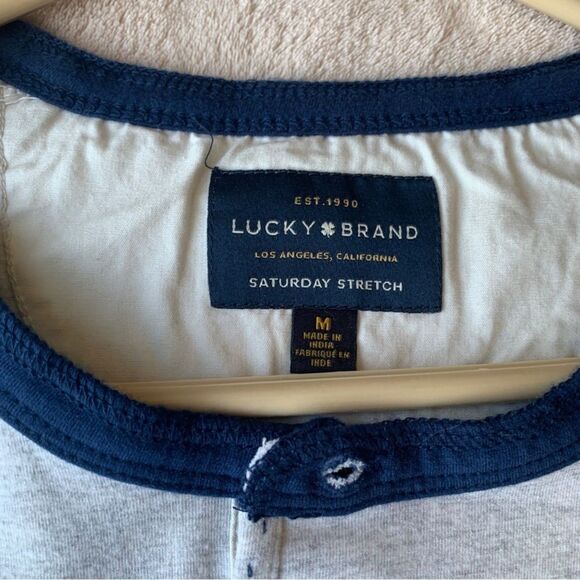 EST.1990
LUCKY BRAND
LOS ANGELES, CALIFORNIA
SATURDAY STRETCH
M
MADE IN
INDIA
FABRIQUÉ EN
INDE